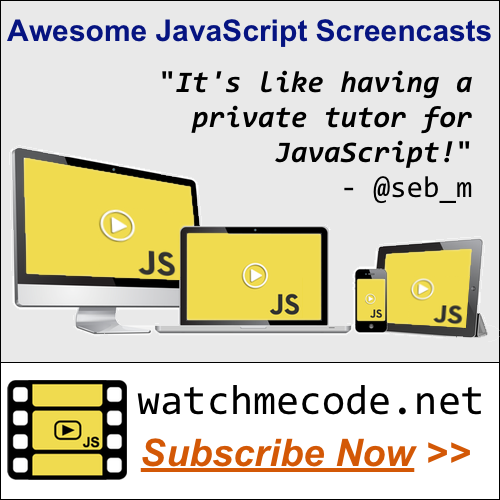 Awesome JavaScript Screencasts
"It's like having a
private tutor for
JavaScript!"
- @seb_m
JS
JS
JS
JS
JS
watchmecode.net
Subscribe Now >>